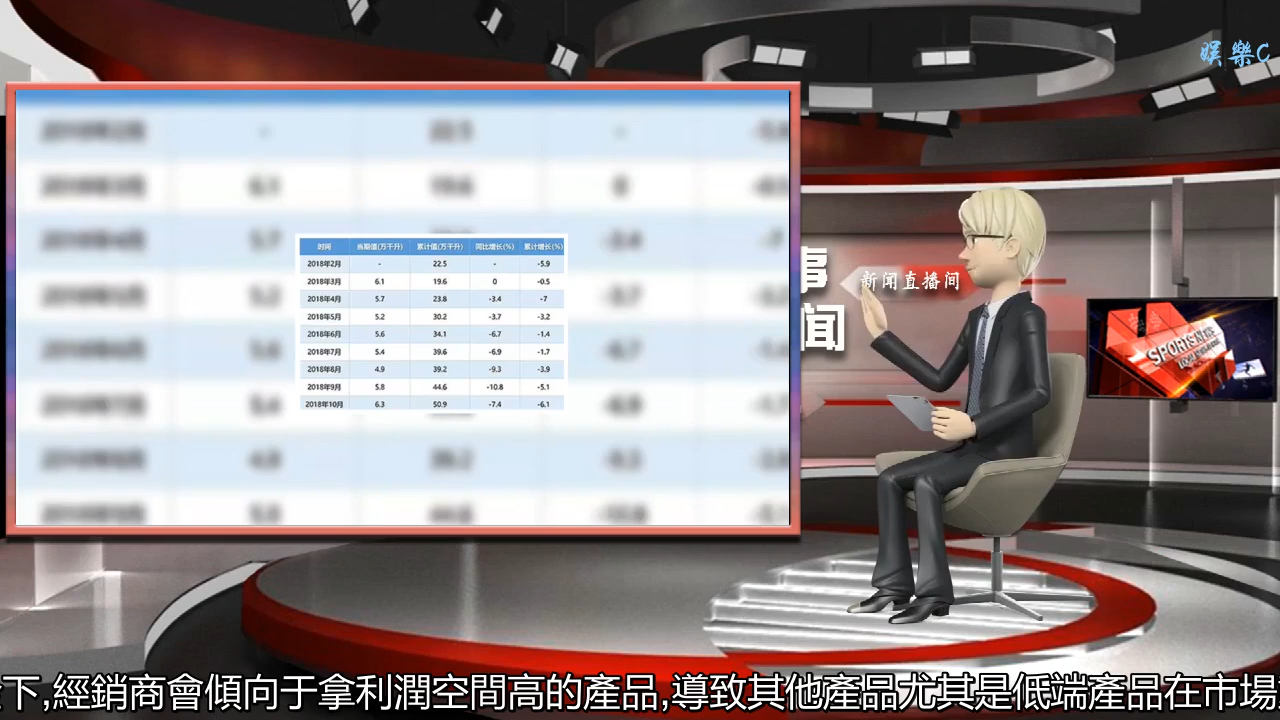 娱樂C
时间 当期值(万千升) 累计值(万千升) 同比增长(%) 累计增长(%)
2018年2月 - 22.5 - -5.9
2018年3月 6.1 19.6 0 -0.5
2018年4月 5.7 23.8 -3.4 -7
2018年5月 5.2 30.2 -3.7 -3.2
2018年6月 5.6 34.1 -6.7 -1.4
2018年7月 5.4 39.6 -6.9 -1.7
2018年8月 4.9 39.2 -9.3 -3.9
2018年9月 5.8 44.6 -10.8 -5.1
2018年10月 6.3 50.9 -7.4 -6.1
事
闻
新闻直播间
SPORTS
下,經銷商會傾向于拿利潤空間高的產品,導致其他產品尤其是低端產品在市場